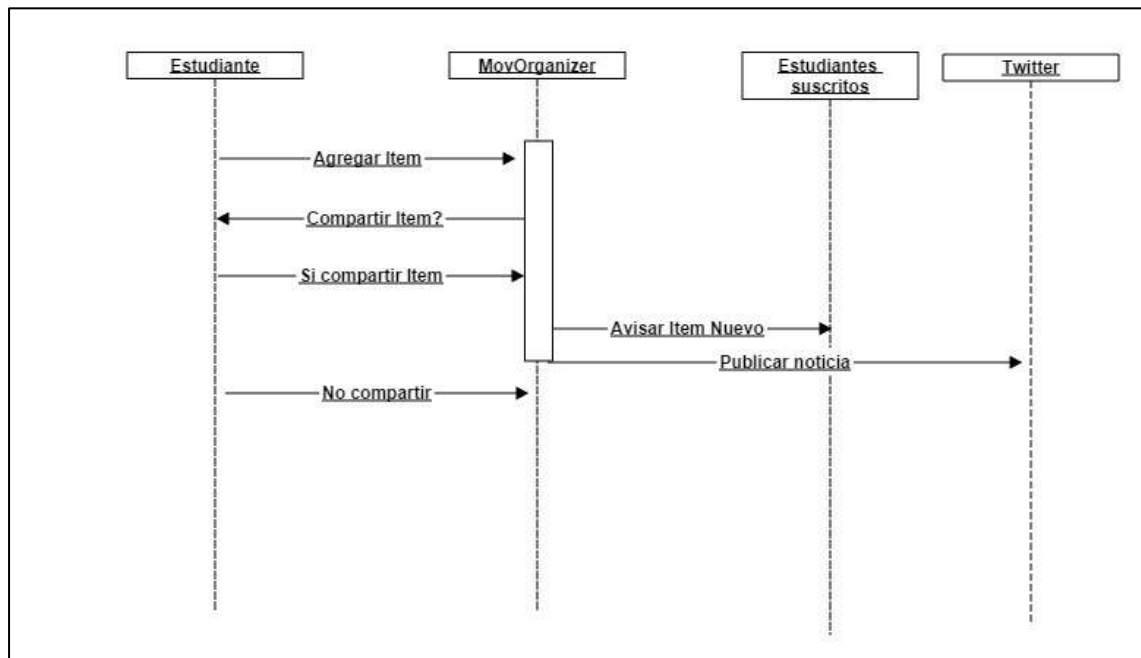 Estudiante
MovOrganizer
Estudiantes
suscritos
Twitter
Agregar Item
Compartir Item?
Si compartir Item
Avisar Item Nuevo
Publicar noticia
No compartir